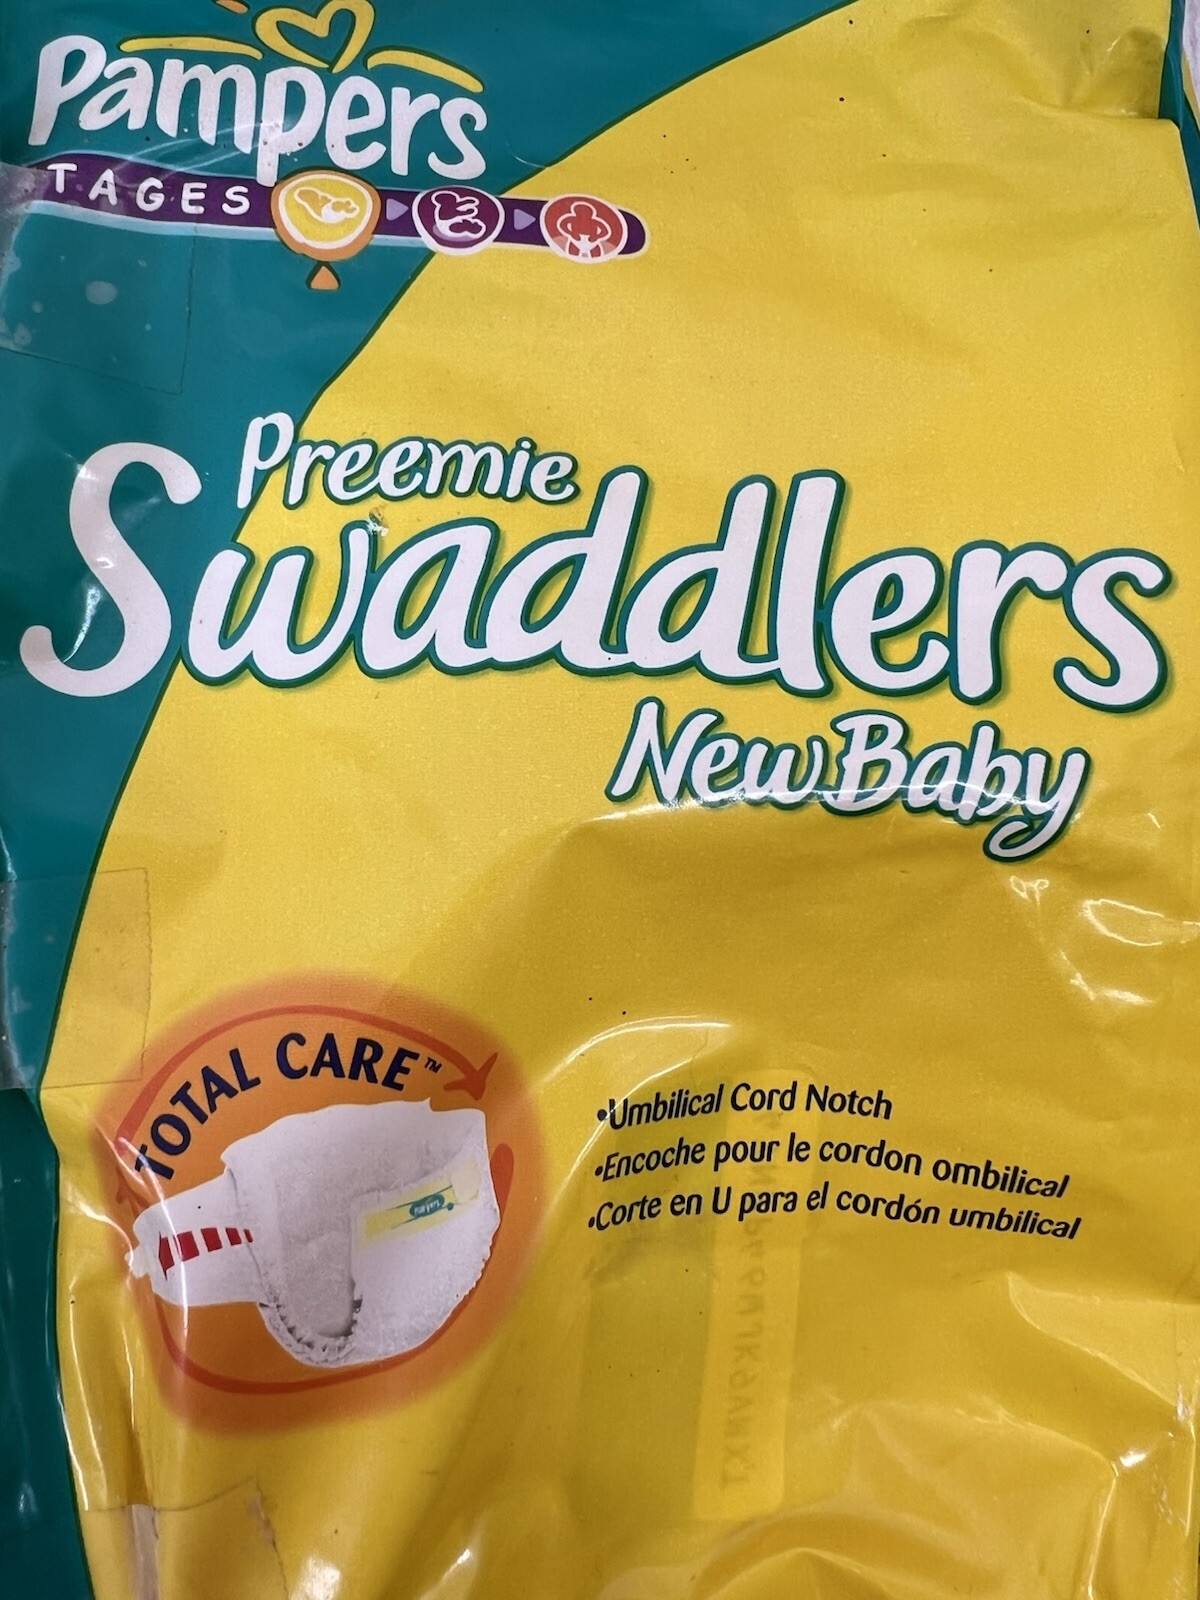 Pampers
TAGES
Preemie
Swaddlers
New Baby
TOTAL CARE™
•Umbilical Cord Notch
•Encoche pour le cordon ombilical
•Corte en U para el cordón umbilical